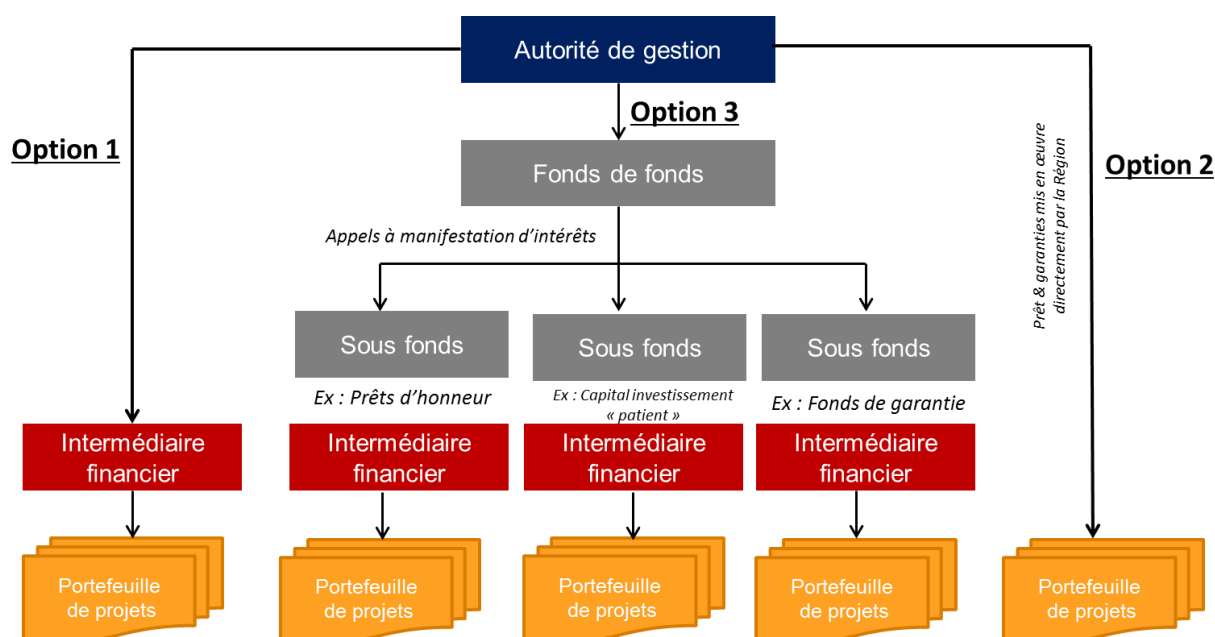 Autorité de gestion
Option 1
Option 3
Option 2
Prêt & garanties mis en œuvre
directement par la Région
Fonds de fonds
Appels à manifestation d’intérêts
Sous fonds
Sous fonds
Sous fonds
Ex : Prêts d’honneur
Ex : Capital investissement
« patient »
Ex : Fonds de garantie
Intermédiaire
financier
Intermédiaire
financier
Intermédiaire
financier
Intermédiaire
financier
Portefeuille
de projets
Portefeuille
de projets
Portefeuille
de projets
Portefeuille
de projets
Portefeuille
de projets